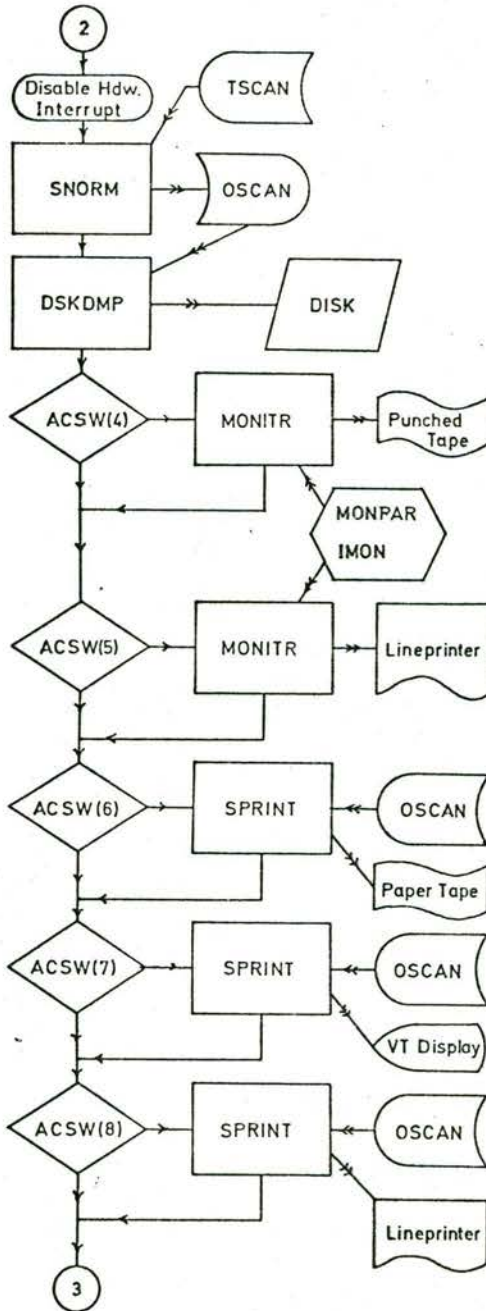 2
Disable Hdw.
Interrupt
TSCAN
SNORM
OSCAN
DSKDMP
DISK
ACSW(4)
MONITR
Punched
Tape
MONPAR
IMON
ACSW(5)
MONITR
Lineprinter
ACSW(6)
SPRINT
OSCAN
Paper Tape
ACSW(7)
SPRINT
OSCAN
VT Display
ACSW(8)
SPRINT
OSCAN
Lineprinter
3